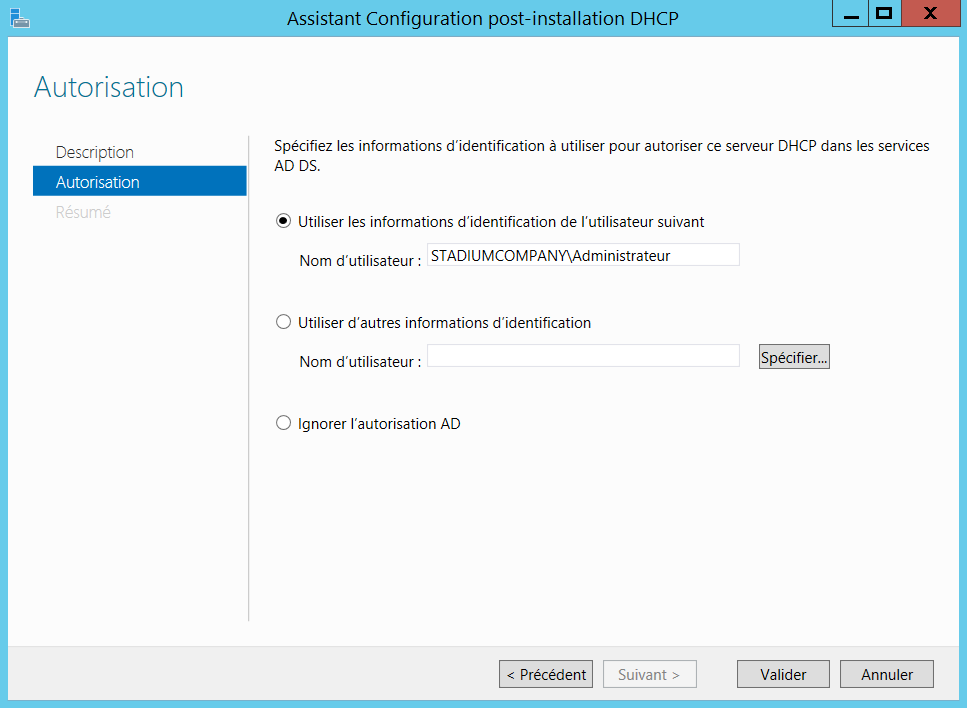 Assistant Configuration post-installation DHCP
Autorisation
Description
Autorisation
Résumé
Spécifiez les informations d’identification à utiliser pour autoriser ce serveur DHCP dans les services
AD DS.
Utiliser les informations d’identification de l’utilisateur suivant
Nom d’utilisateur : STADIUMCOMPANY\Administrateur
Utiliser d’autres informations d’identification
Nom d’utilisateur : Spécifier...
Ignorer l’autorisation AD
< Précédent Suivant > Valider Annuler